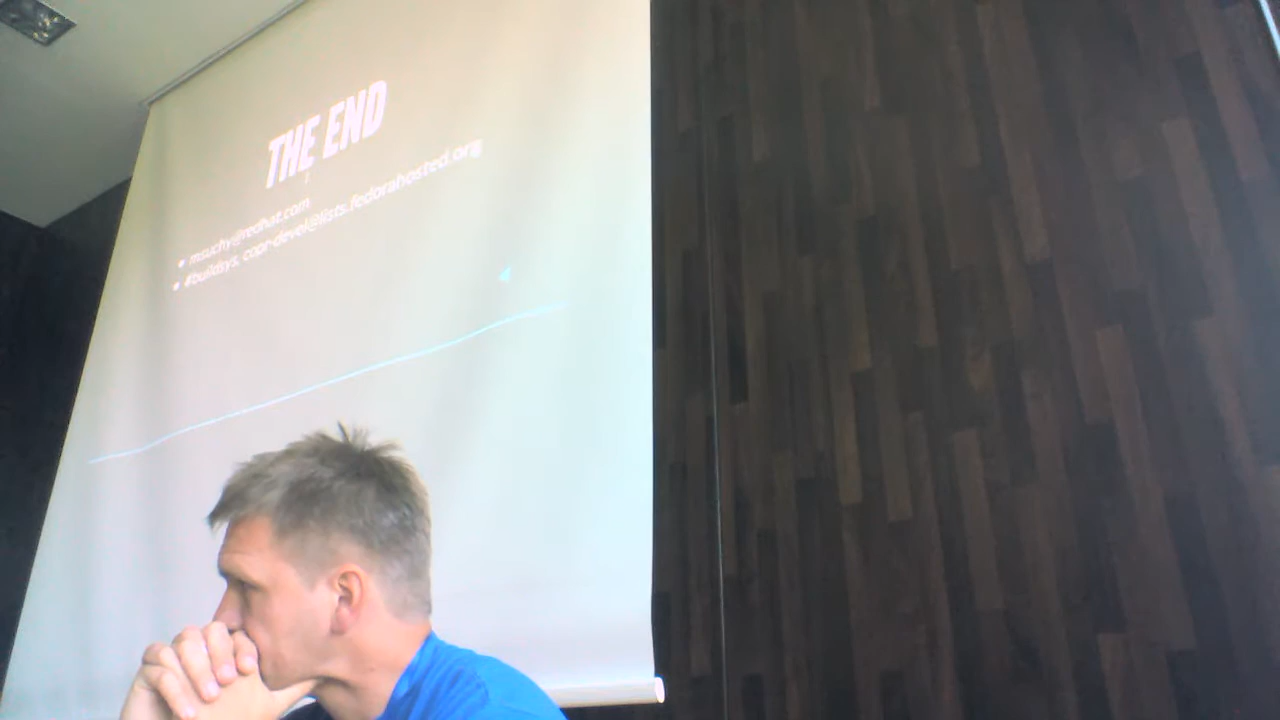 THE END
• msuchy@redhat.com
• #buildsys, copr-devel@lists.fedorahosted.org